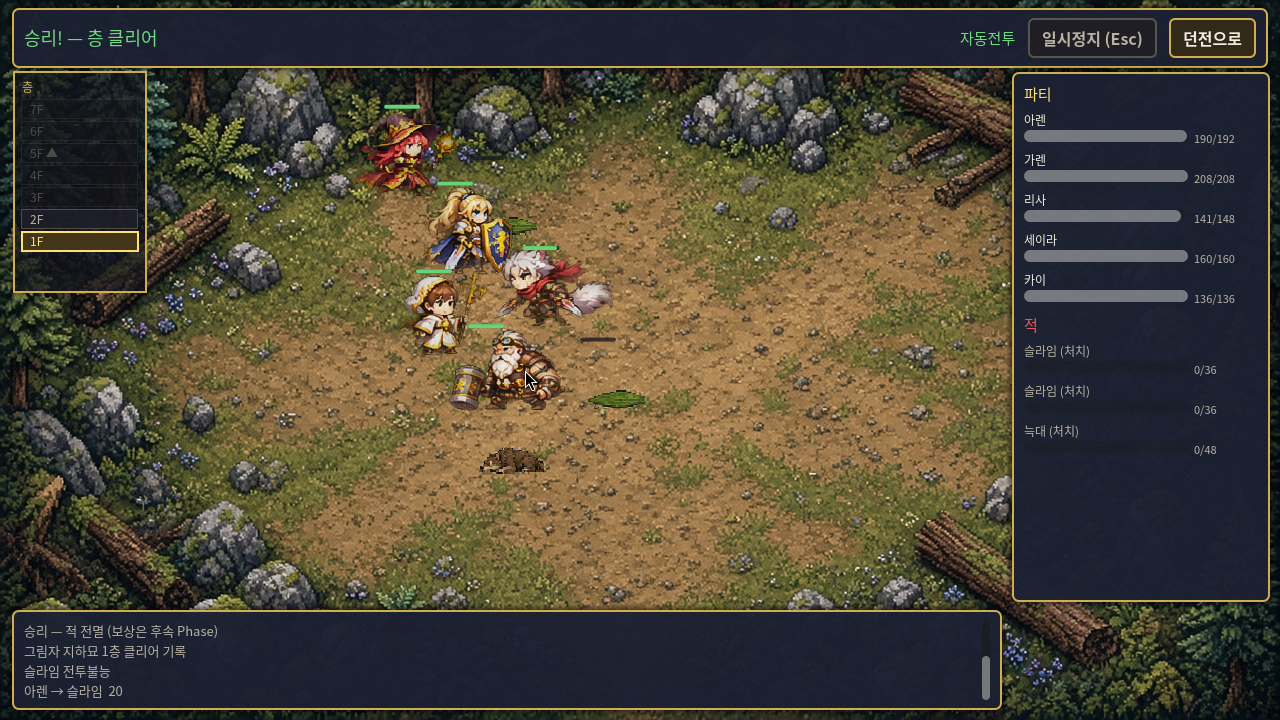 승리! — 층 클리어
자동전투
일시정지 (Esc)
던전으로
층
7F
6F
5F ▲
4F
3F
2F
1F
파티
아렌
190/192
가렌
208/208
리사
141/148
세이라
160/160
카이
136/136
적
슬라임 (처치)
0/36
슬라임 (처치)
0/36
늑대 (처치)
0/48
승리 — 적 전멸 (보상은 후속 Phase)
그림자 지하묘 1층 클리어 기록
슬라임 전투불능
아렌 → 슬라임 20